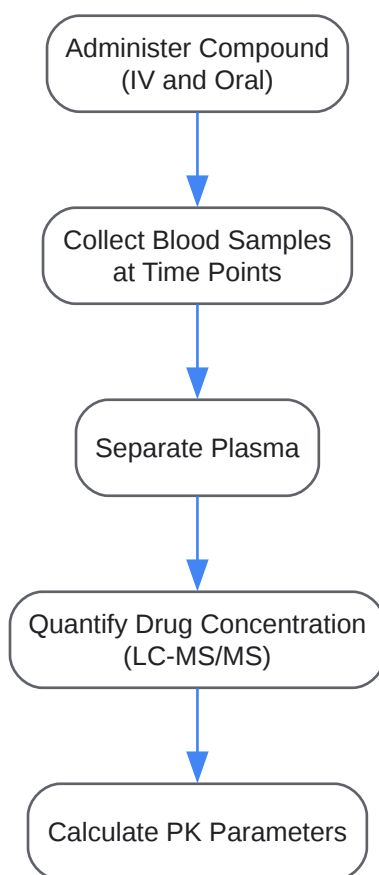 Administer Compound
(IV and Oral)
Collect Blood Samples
at Time Points
Separate Plasma
Quantify Drug Concentration
(LC-MS/MS)
Calculate PK Parameters